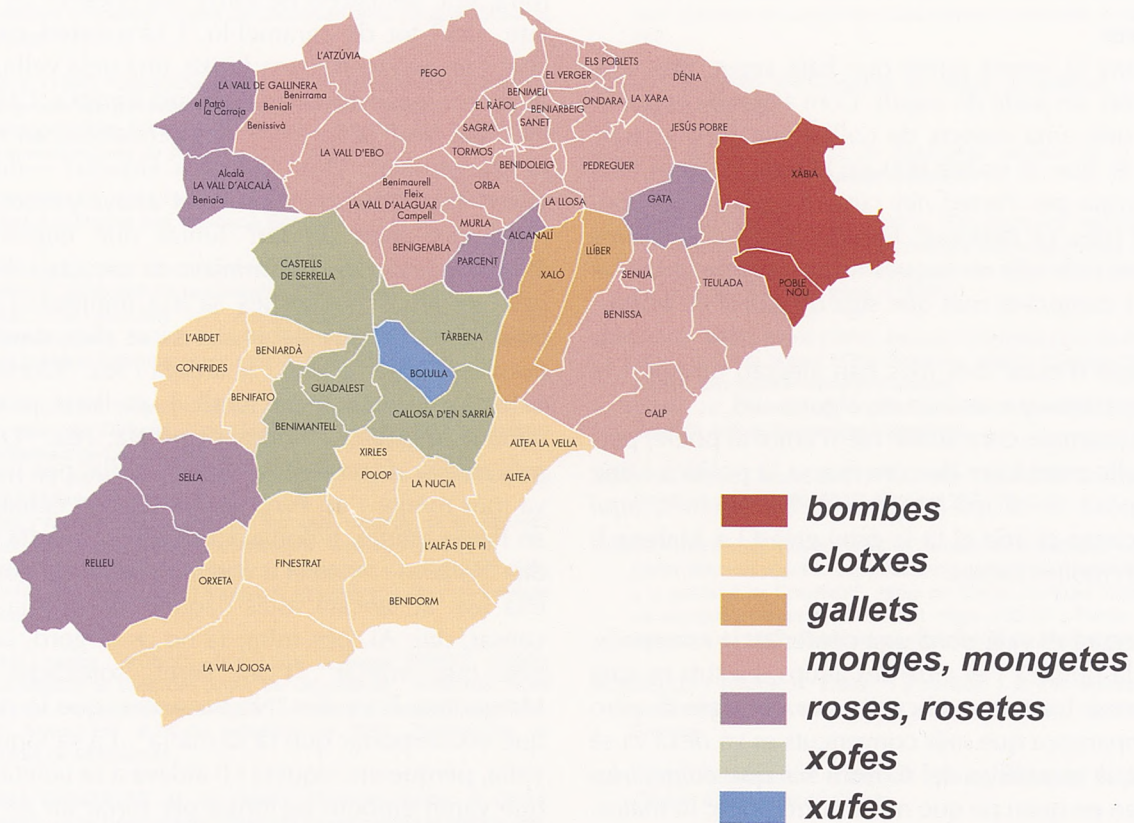 L'ATZÚVIA
PEGO
ELS POBLETS
EL VERGER
DÉNIA
LA VALL DE GALLINERA
Benirrama
el Patró
la Carroja
Beniali
Benissivà
BENIMELI
EL RÀFOL
BENIARBEIG
ONDARA
LA XARA
SAGRA
SANET
JESÚS POBRE
LA VALL D'EBO
TORMOS
BENIDOLEIG
PEDREGUER
XÀBIA
Alcalà
LA VALL D'ALCALÀ
Beniaia
Benimaurell
Fleix
LA VALL D'ALAGUAR
Campell
ORBA
LA LLOSA
GATA
MURLA
ALCANALÍ
BENIGEMBLA
PARCENT
XALÓ
LLÍBER
CASTELLS
DE SERRELLA
SENIJA
TEULADA
POBLE
NOU
BENISSA
L'ABDET
BENIARDÀ
TÀRBENA
CONFRIDES
BOLULLA
BENIFATO
GUADALEST
CALLOSA D'EN SARRIÀ
CALP
BENIMANTELL
ALTEA LA VELLA
XIRLES
POLOP
LA NUCIA
ALTEA
SELLA
L'ALFÀS DEL PI
RELLEU
ORXETA
FINESTRAT
BENIDORM
LA VILA JOIOSA
bombes
clotxes
gallets
monges, mongetes
roses, rosetes
xofes
xufes